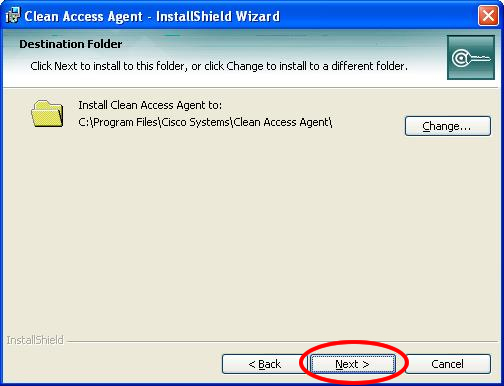 Clean Access Agent - InstallShield Wizard
Destination Folder
Click Next to install to this folder, or click Change to install to a different folder.
Install Clean Access Agent to:
C:\Program Files\Cisco Systems\Clean Access Agent\
Change...
InstallShield
< Back
Next >
Cancel